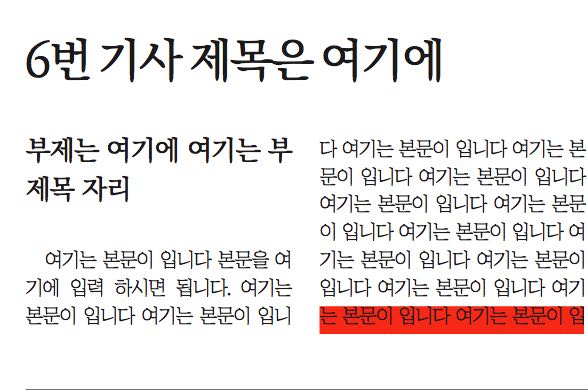 6번 기사 제목은 여기에
부제는 여기에 여기는 부
제목 자리
여기는 본문이 입니다 본문을 여
기에 입력 하시면 됩니다. 여기는
본문이 입니다 여기는 본문이 입니
다 여기는 본문이 입니다 여기는 본
문이 입니다 여기는 본문이 입니다
여기는 본문이 입니다 여기는 본문
이 입니다 여기는 본문이 입니다 여
기는 본문이 입니다 여기는 본문이
입니다 여기는 본문이 입니다 여기
는 본문이 입니다 여기는 본문이 입